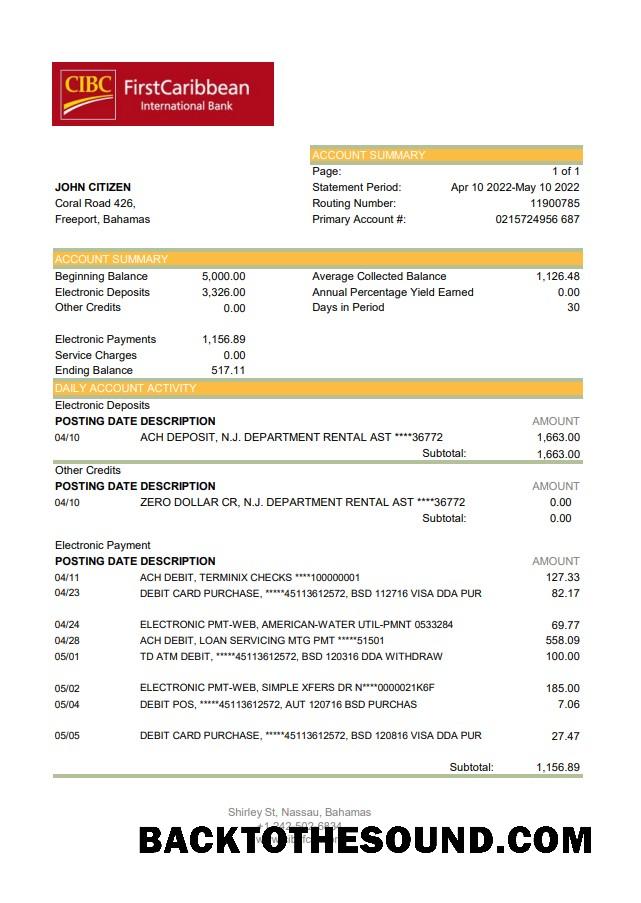 CIBC FirstCaribbean
International Bank
ACCOUNT SUMMARY
Page: 1 of 1
JOHN CITIZEN Statement Period: Apr 10 2022-May 10 2022
Coral Road 426, Routing Number: 11900785
Freeport, Bahamas Primary Account #: 0215724956 687
ACCOUNT SUMMARY
Beginning Balance 5,000.00 Average Collected Balance 1,126.48
Electronic Deposits 3,326.00 Annual Percentage Yield Earned 0.00
Other Credits 0.00 Days in Period 30
Electronic Payments 1,156.89
Service Charges 0.00
Ending Balance 517.11
DAILY ACCOUNT ACTIVITY
Electronic Deposits
POSTING DATE DESCRIPTION AMOUNT
04/10 ACH DEPOSIT, N.J. DEPARTMENT RENTAL AST ****36772 1,663.00
Subtotal: 1,663.00
Other Credits
POSTING DATE DESCRIPTION AMOUNT
04/10 ZERO DOLLAR CR, N.J. DEPARTMENT RENTAL AST ****36772 0.00
Subtotal: 0.00
Electronic Payment
POSTING DATE DESCRIPTION AMOUNT
04/11 ACH DEBIT, TERMINIX CHECKS ****100000001 127.33
04/23 DEBIT CARD PURCHASE, *****45113612572, BSD 112716 VISA DDA PUR 82.17
04/24 ELECTRONIC PMT-WEB, AMERICAN-WATER UTIL-PMNT 0533284 69.77
04/28 ACH DEBIT, LOAN SERVICING MTG PMT *****51501 558.09
05/01 TD ATM DEBIT, *****45113612572, BSD 120316 DDA WITHDRAW 100.00
05/02 ELECTRONIC PMT-WEB, SIMPLE XFERS DR N****0000021K6F 185.00
05/04 DEBIT POS, *****45113612572, AUT 120716 BSD PURCHAS 7.06
05/05 DEBIT CARD PURCHASE, *****45113612572, BSD 120816 VISA DDA PUR 27.47
Subtotal: 1,156.89
Shirley St, Nassau, Bahamas
BACKTOTHESOUND.COM